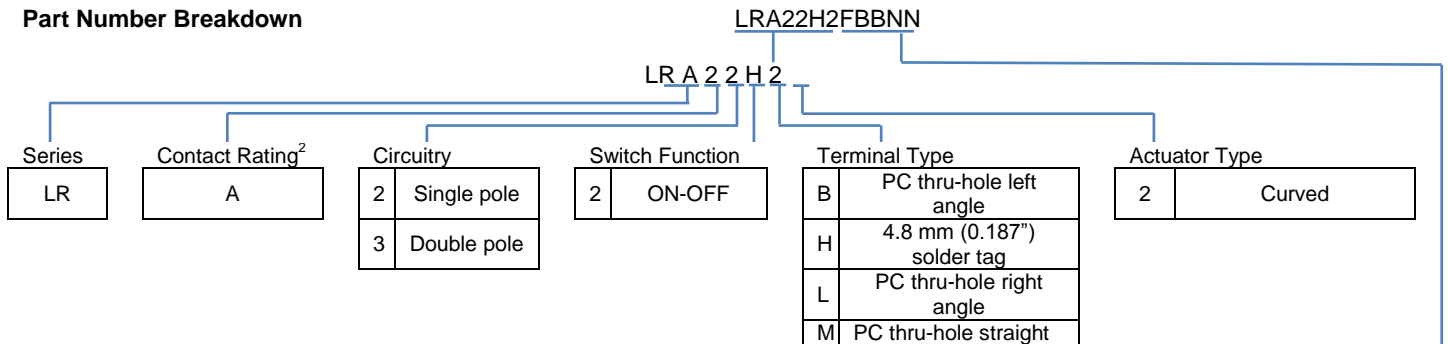 Part Number Breakdown
LRA22H2FBBNN
LR A 2 2 H 2
Series
LR
Contact Rating2
A
Circuitry
2 Single pole
3 Double pole
Switch Function
2 ON-OFF
Terminal Type
B PC thru-hole left
angle
H 4.8 mm (0.187”)
solder tag
L PC thru-hole right
angle
M PC thru-hole straight
Actuator Type
2 Curved